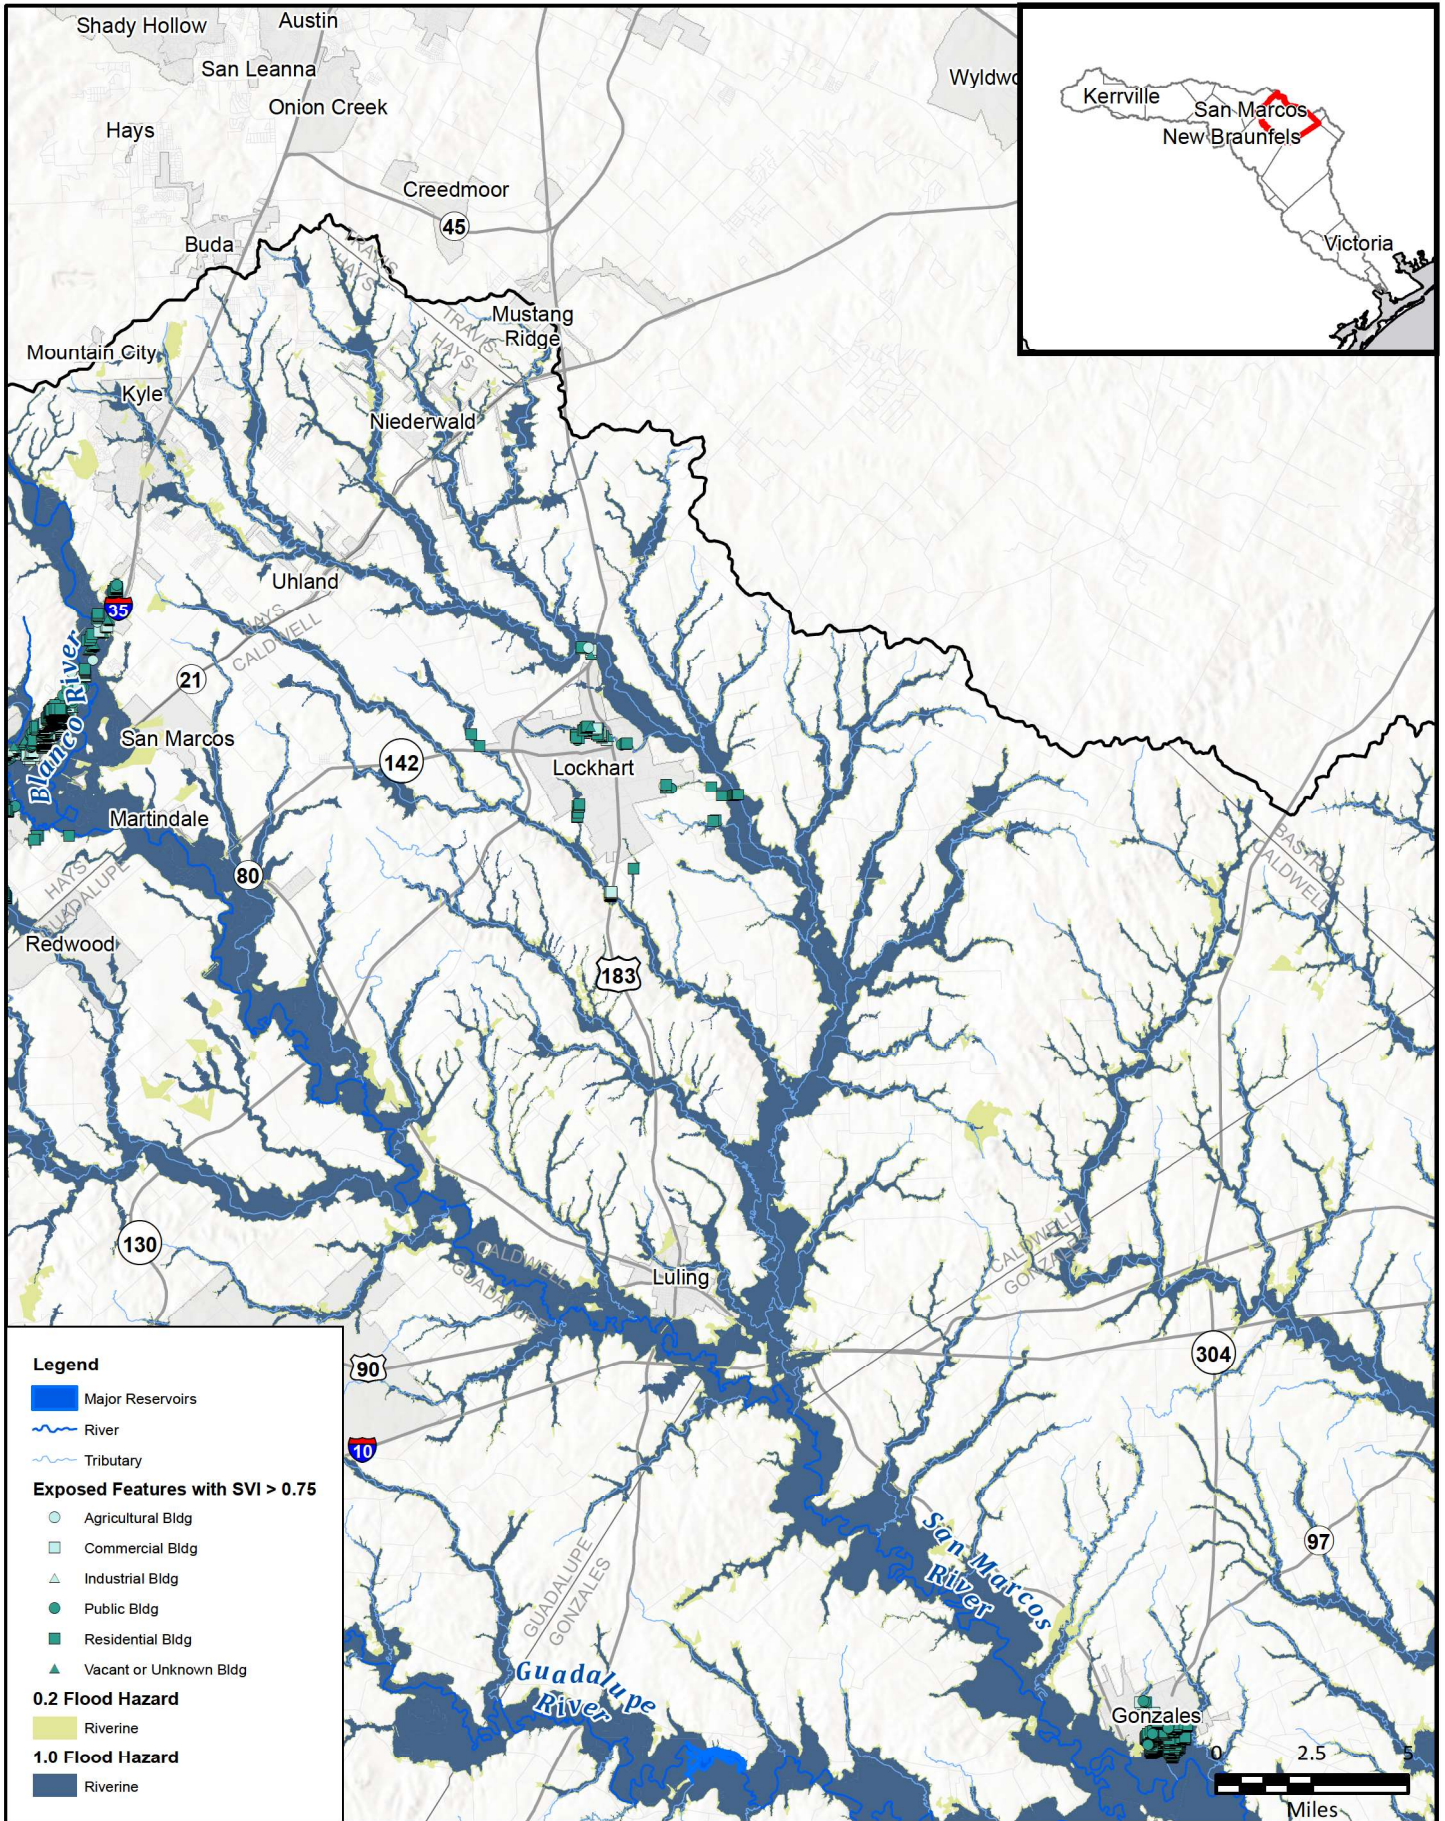 Shady Hollow
Austin
San Leanna
Onion Creek
Hays
Wyldwo
Kerrville
San Marcos
New Braunfels
Victoria
Creedmoor
45
Buda
TRAVIS
HAYS
TRAVIS
HAYS
Mustang
Ridge
Mountain City
Kyle
Niederwald
Uhland
35
HAYS
CALDWELL
Blanco River
21
San Marcos
142
Lockhart
Martindale
80
HAYS
GUADALUPE
Redwood
183
BASTROP
CALDWELL
130
CALDWELL
GUADALUPE
Luling
CALDWELL
GONZALES
90
304
10
97
San Marcos
River
GUADALUPE
GONZALES
Guadalupe
River
Gonzales
0 2.5 5
Miles
Legend
Major Reservoirs
River
Tributary
Exposed Features with SVI > 0.75
Agricultural Bldg
Commercial Bldg
Industrial Bldg
Public Bldg
Residential Bldg
Vacant or Unknown Bldg
0.2 Flood Hazard
Riverine
1.0 Flood Hazard
Riverine